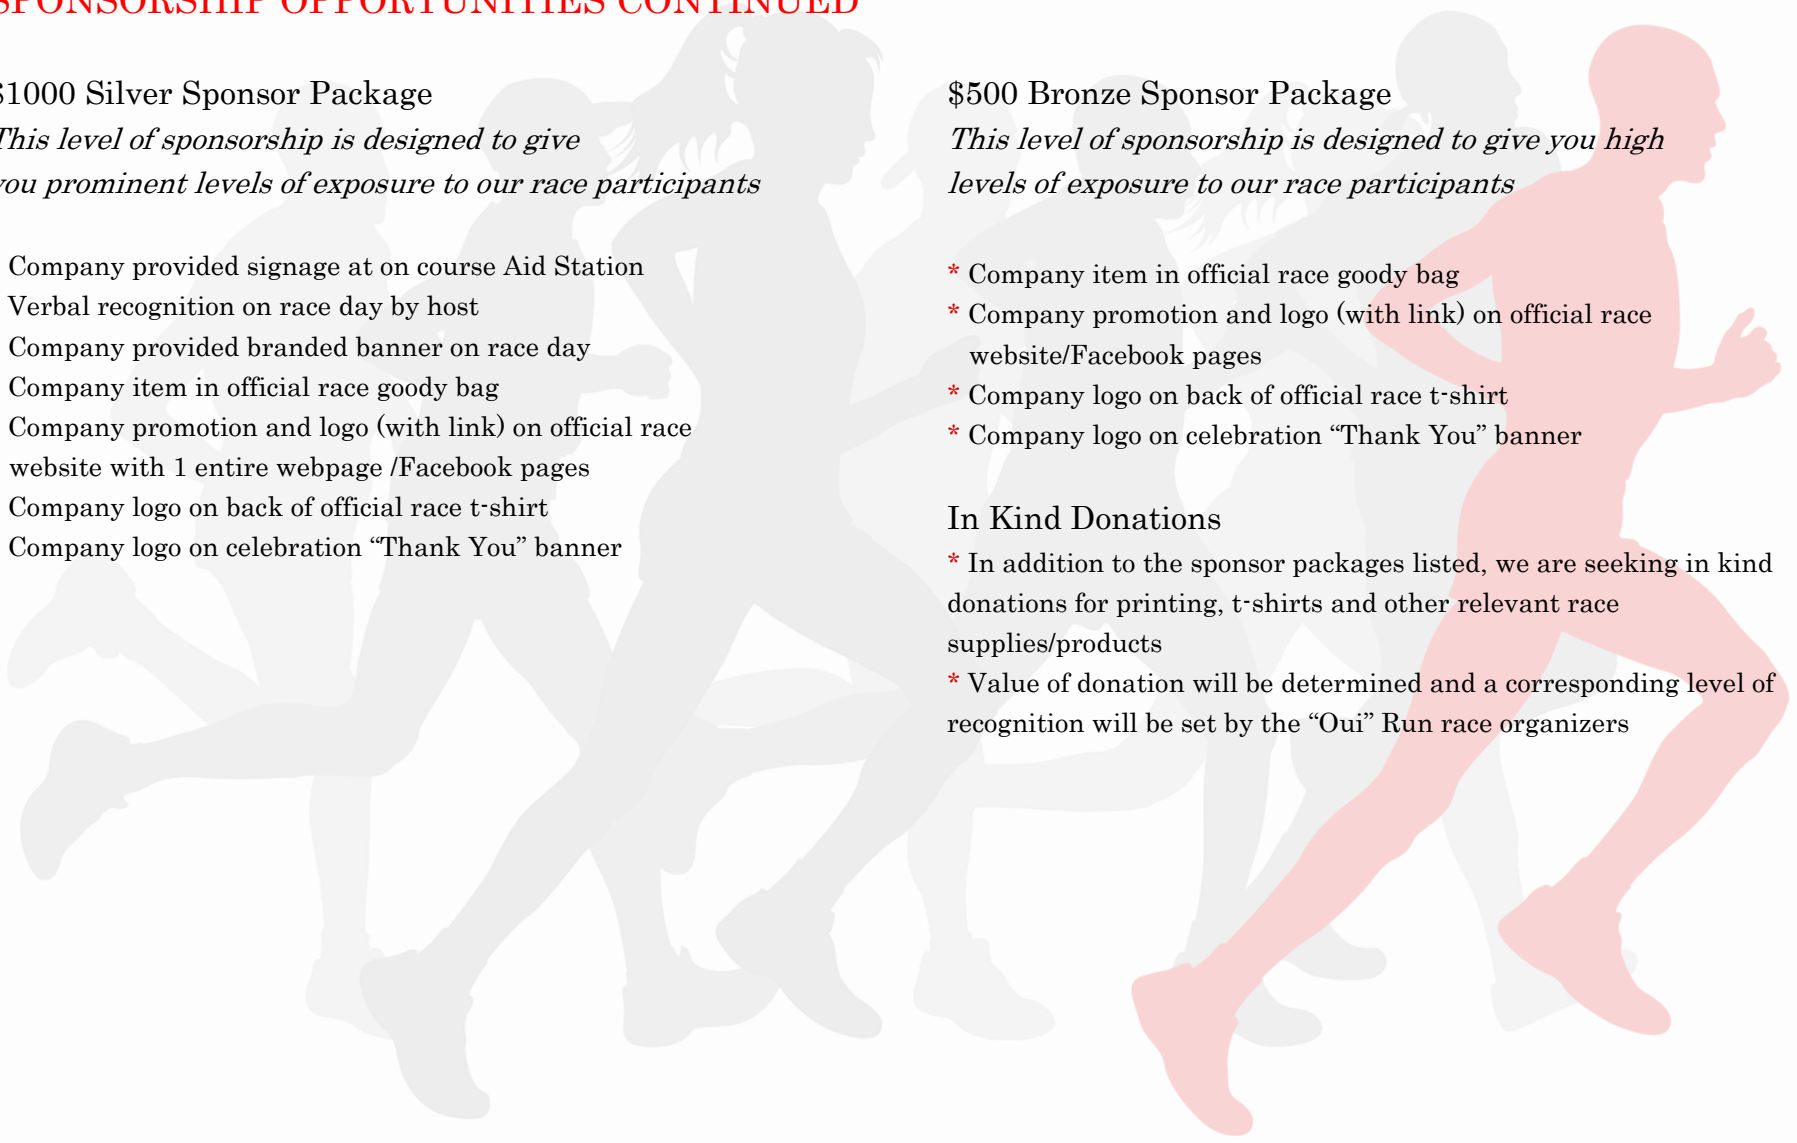 SPONSORSHIP OPPORTUNITIES CONTINUED
$1000 Silver Sponsor Package
This level of sponsorship is designed to give
you prominent levels of exposure to our race participants
Company provided signage at on course Aid Station
Verbal recognition on race day by host
Company provided branded banner on race day
Company item in official race goody bag
Company promotion and logo (with link) on official race
website with 1 entire webpage /Facebook pages
Company logo on back of official race t-shirt
Company logo on celebration “Thank You” banner
$500 Bronze Sponsor Package
This level of sponsorship is designed to give you high
levels of exposure to our race participants
* Company item in official race goody bag
* Company promotion and logo (with link) on official race
website/Facebook pages
* Company logo on back of official race t-shirt
* Company logo on celebration “Thank You” banner
In Kind Donations
* In addition to the sponsor packages listed, we are seeking in kind
donations for printing, t-shirts and other relevant race
supplies/products
* Value of donation will be determined and a corresponding level of
recognition will be set by the “Oui” Run race organizers